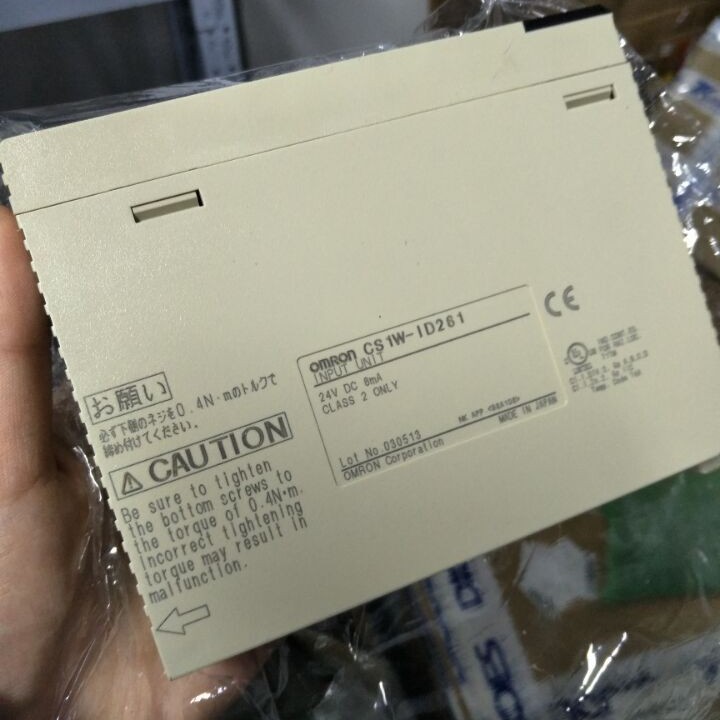 OMRON CS1W-ID261
INPUT UNIT
24V DC 6mA
CLASS 2 ONLY
MADE IN JAPAN
Lot No.030513
OMRON Corporation
CE
UL
お願い
必ず下側のネジを0.4N·mのトルクで
締め付けてください。
CAUTION
Be sure to tighten
the bottom screws to
the torque of 0.4N·m.
Incorrect tightening
torque may result in
malfunction.